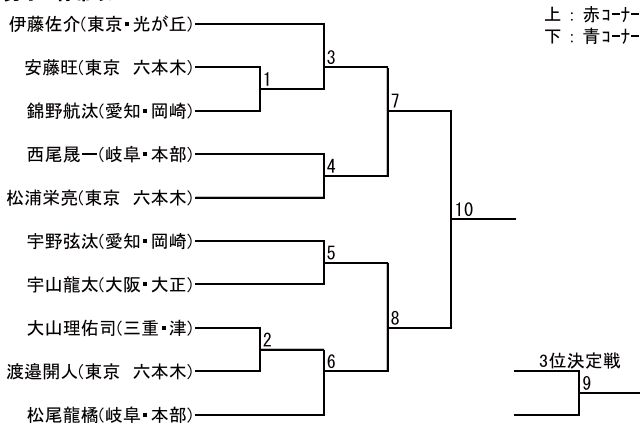 上 : 赤ｺｰﾅｰ
下 : 青ｺｰﾅｰ
伊藤佐介(東京・光が丘)
安藤旺(東京　六本木)
錦野航汰(愛知・岡崎)
西尾晟一(岐阜・本部)
松浦栄亮(東京　六本木)
宇野弦汰(愛知・岡崎)
宇山龍太(大阪・大正)
大山理佑司(三重・津)
渡邉開人(東京　六本木)
松尾龍橘(岐阜・本部)
1
2
3
4
5
6
7
8
10
3位決定戦
9